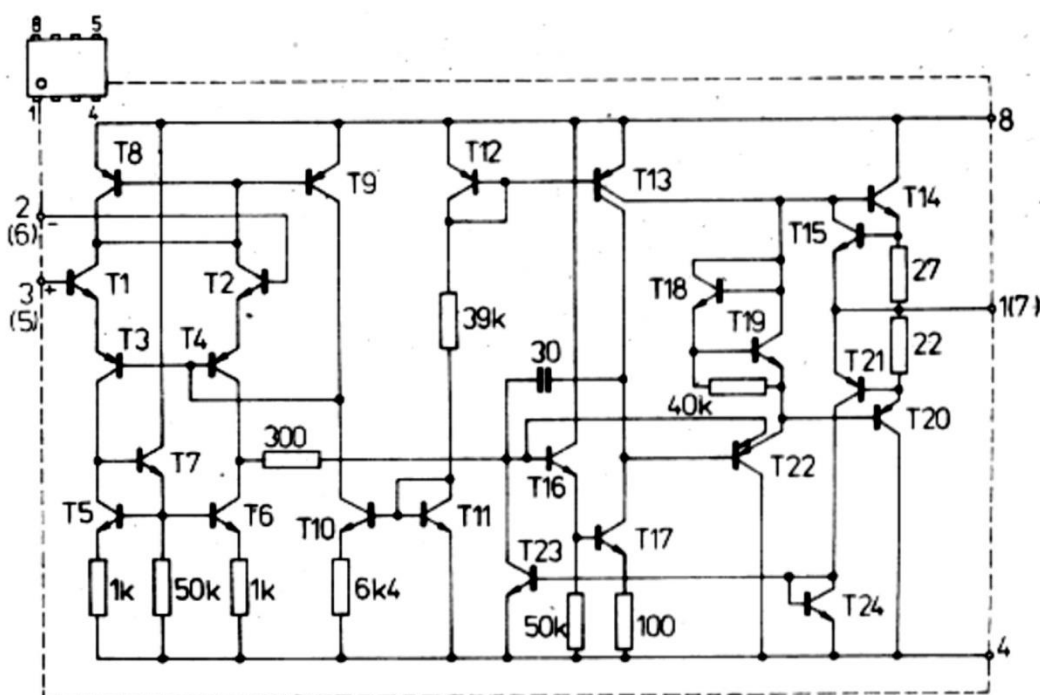 8 5
1 4
8
T8 T9 T12 T13 T14
2 -
(6)
T15
3 +
(5)
T1 T2 T18 27
1(7)
T3 T4 39k T19 22
30 T21
40k T20
300
T7 T16 T22
T5 T6 T10 T11 T17
T23
1k 50k 1k 6k4 50k 100 T24
4